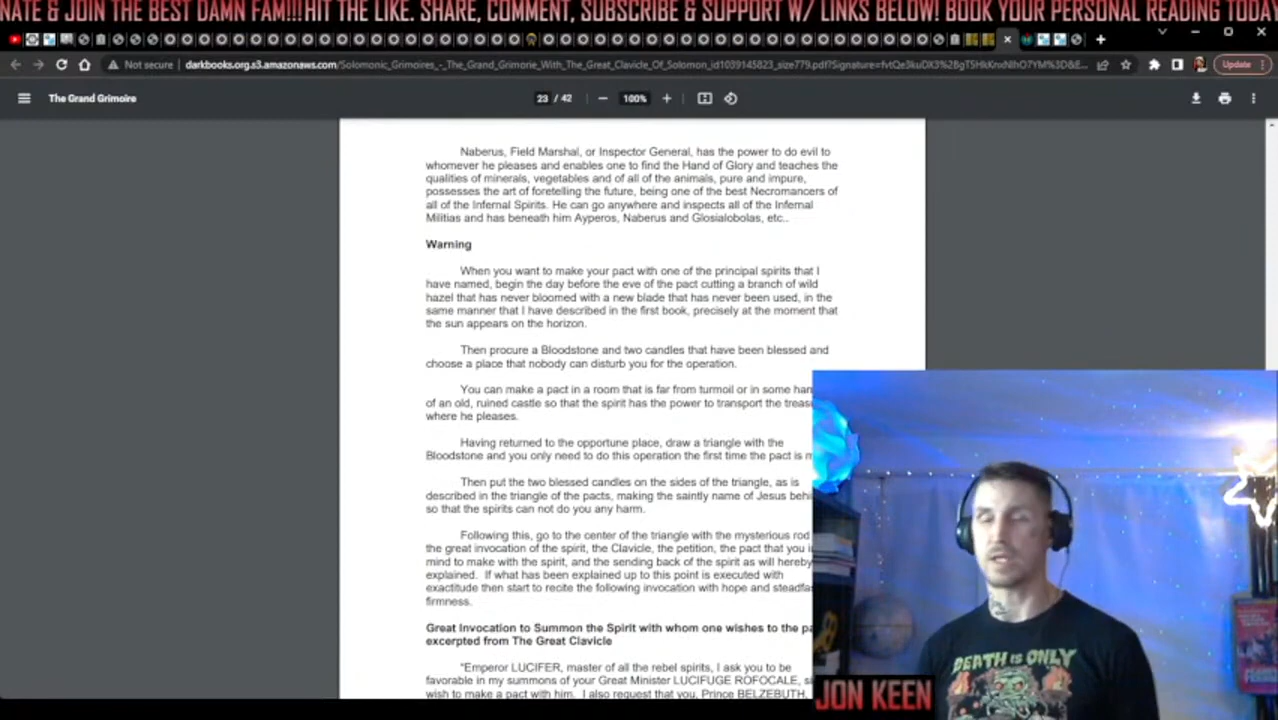 NATE & JOIN THE BEST DAMN FAM!!! HIT THE LIKE. SHARE, COMMENT, SUBSCRIBE & SUPPORT W/ LINKS BELOW! BOOK YOUR PERSONAL READING TODAY
Not secure
Update
The Grand Grimoire
23 / 42
100%
Naberus, Field Marshal, or Inspector General, has the power to do evil to
whomever he pleases and enables one to find the Hand of Glory and teaches the
qualities of minerals, vegetables and of all of the animals, pure and impure,
possesses the art of foretelling the future, being one of the best Necromancers of
all of the Infernal Spirits. He can go anywhere and inspects all of the Infernal
Militias and has beneath him Ayperos, Naberus and Glosialobolas, etc..
Warning
When you want to make your pact with one of the principal spirits that I
have named, begin the day before the eve of the pact cutting a branch of wild
hazel that has never bloomed with a new blade that has never been used, in the
same manner that I have described in the first book, precisely at the moment that
the sun appears on the horizon.
Then procure a Bloodstone and two candles that have been blessed and
choose a place that nobody can disturb you for the operation.
You can make a pact in a room that is far from turmoil or in some
of an old, ruined castle so that the spirit has the power to transport the
where he pleases.
Having returned to the opportune place, draw a triangle with the
Bloodstone and you only need to do this operation the first time the pact is
Then put the two blessed candles on the sides of the triangle, as is
described in the triangle of the pacts, making the saintly name of Jesus
so that the spirits can not do you any harm.
Following this, go to the center of the triangle with the mysterious rod
the great invocation of the spirit, the Clavicle, the petition, the pact that you
mind to make with the spirit, and the sending back of the spirit as will hereby
explained. If what has been explained up to this point is executed with
exactitude then start to recite the following invocation with hope and
firmness.
Great Invocation to Summon the Spirit with whom one wishes to the
excerpted from The Great Clavicle
"Emperor LUCIFER, master of all the rebel spirits, I ask you to be
favorable in my summons of your Great Minister LUCIFUGE ROFOCALE,
wish to make a pact with him. I also request that you, Prince BELZEBUTH,
DEATH IS ONLY
JON KEEN